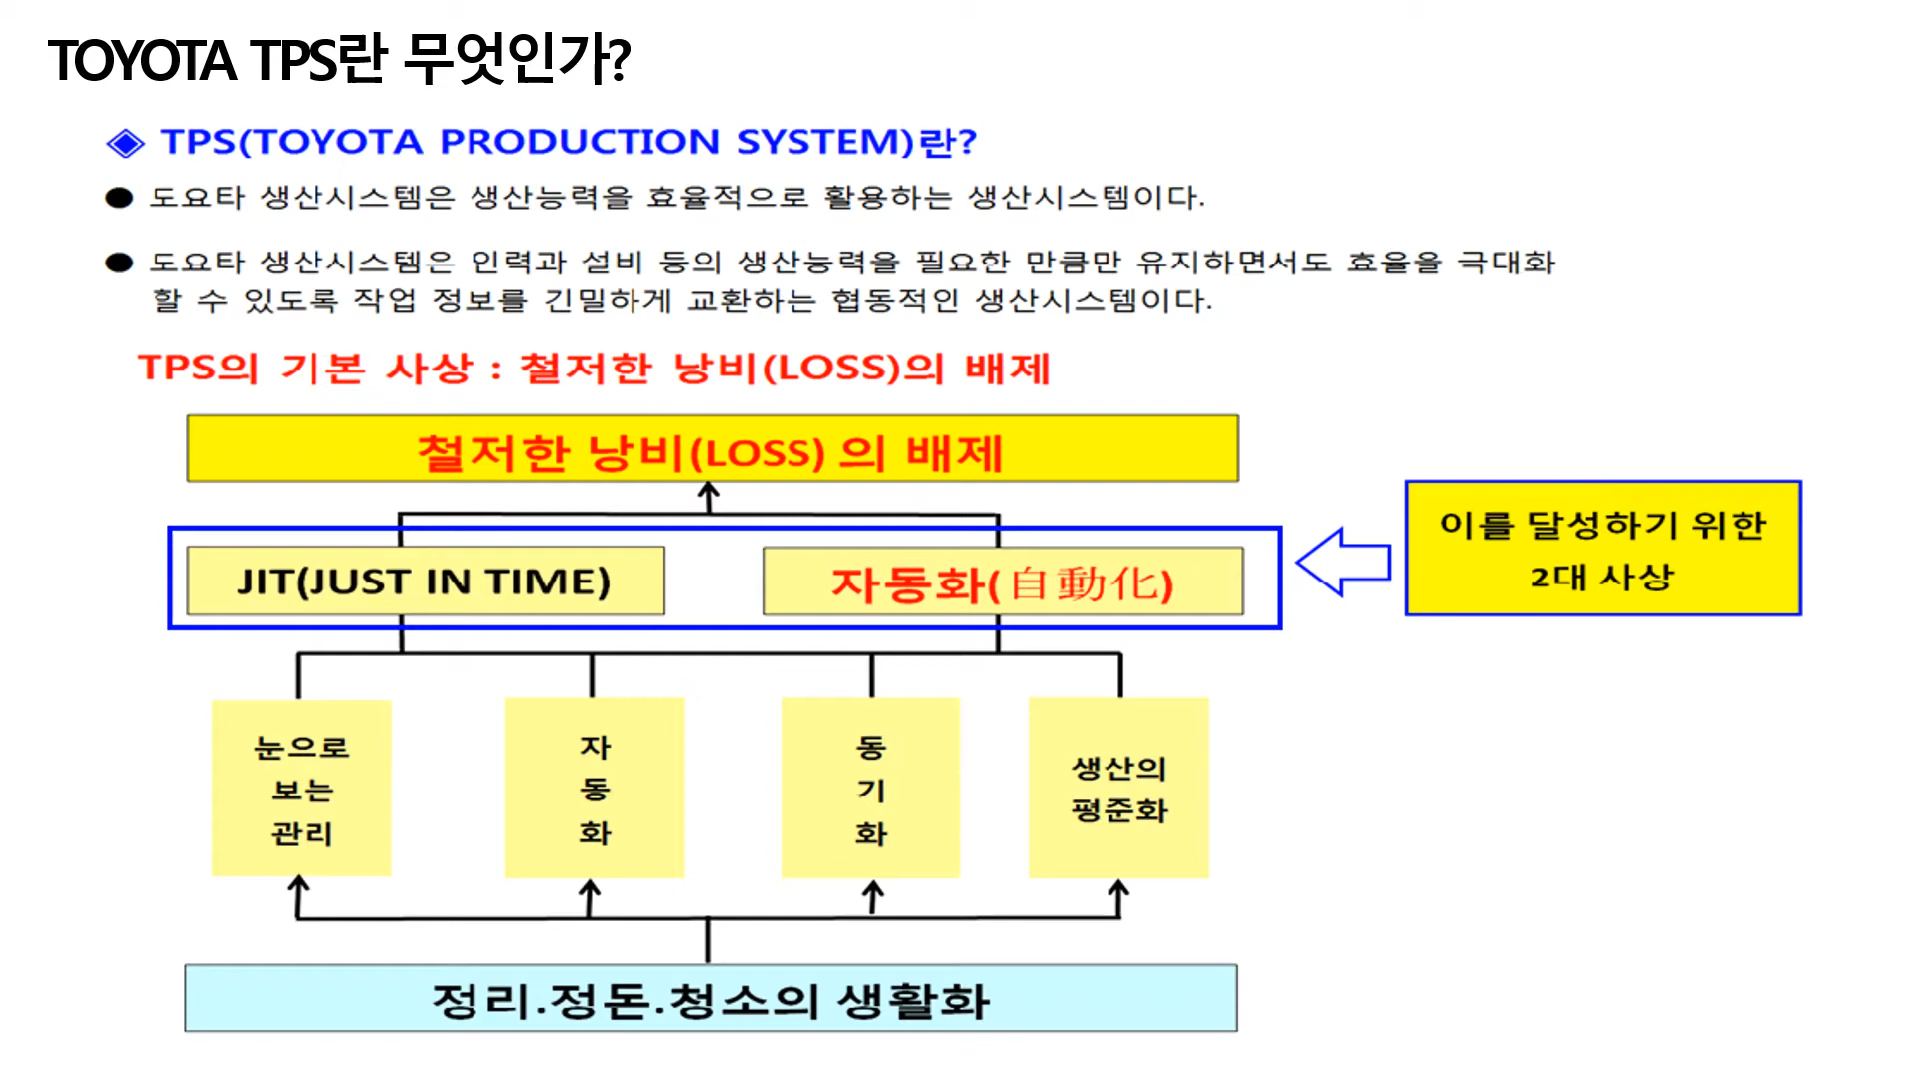 TOYOTA TPS란 무엇인가?
◈ TPS(TOYOTA PRODUCTION SYSTEM)란?
● 도요타 생산시스템은 생산능력을 효율적으로 활용하는 생산시스템이다.
● 도요타 생산시스템은 인력과 설비 등의 생산능력을 필요한 만큼만 유지하면서도 효율을 극대화
할 수 있도록 작업 정보를 긴밀하게 교환하는 협동적인 생산시스템이다.
TPS의 기본 사상 : 철저한 낭비(LOSS)의 배제
철저한 낭비(LOSS) 의 배제
JIT(JUST IN TIME)
자동화(自動化)
이를 달성하기 위한
2대 사상
눈으로
보는
관리
자
동
화
동
기
화
생산의
평준화
정리.정돈.청소의 생활화